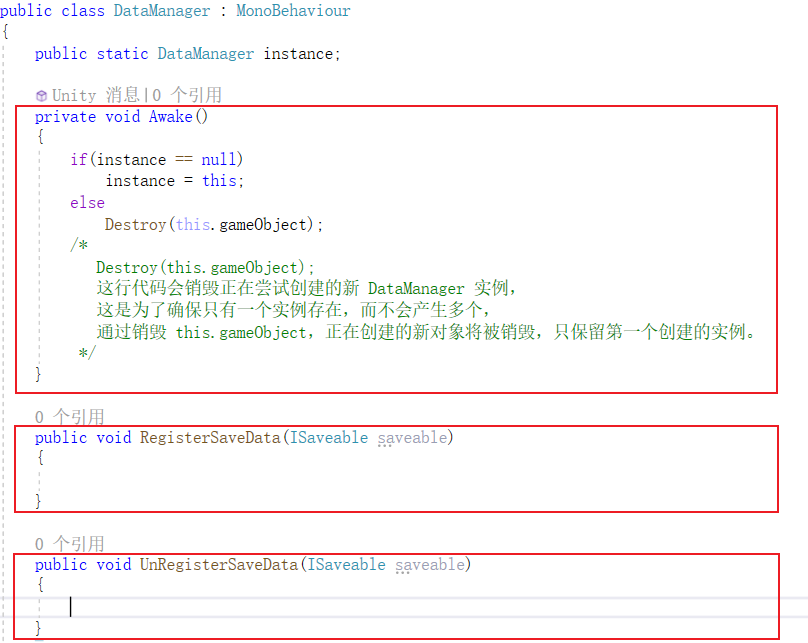 public class DataManager : MonoBehaviour
{
public static DataManager instance;
Unity 消息|0 个引用
private void Awake()
{
if(instance == null)
instance = this;
else
Destroy(this.gameObject);
/*
Destroy(this.gameObject);
这行代码会销毁正在尝试创建的新 DataManager 实例，
这是为了确保只有一个实例存在，而不会产生多个，
通过销毁 this.gameObject，正在创建的新对象将被销毁，只保留第一个创建的实例。
*/
}
0 个引用
public void RegisterSaveData(ISaveable saveable)
{
}
0 个引用
public void UnRegisterSaveData(ISaveable saveable)
{
}